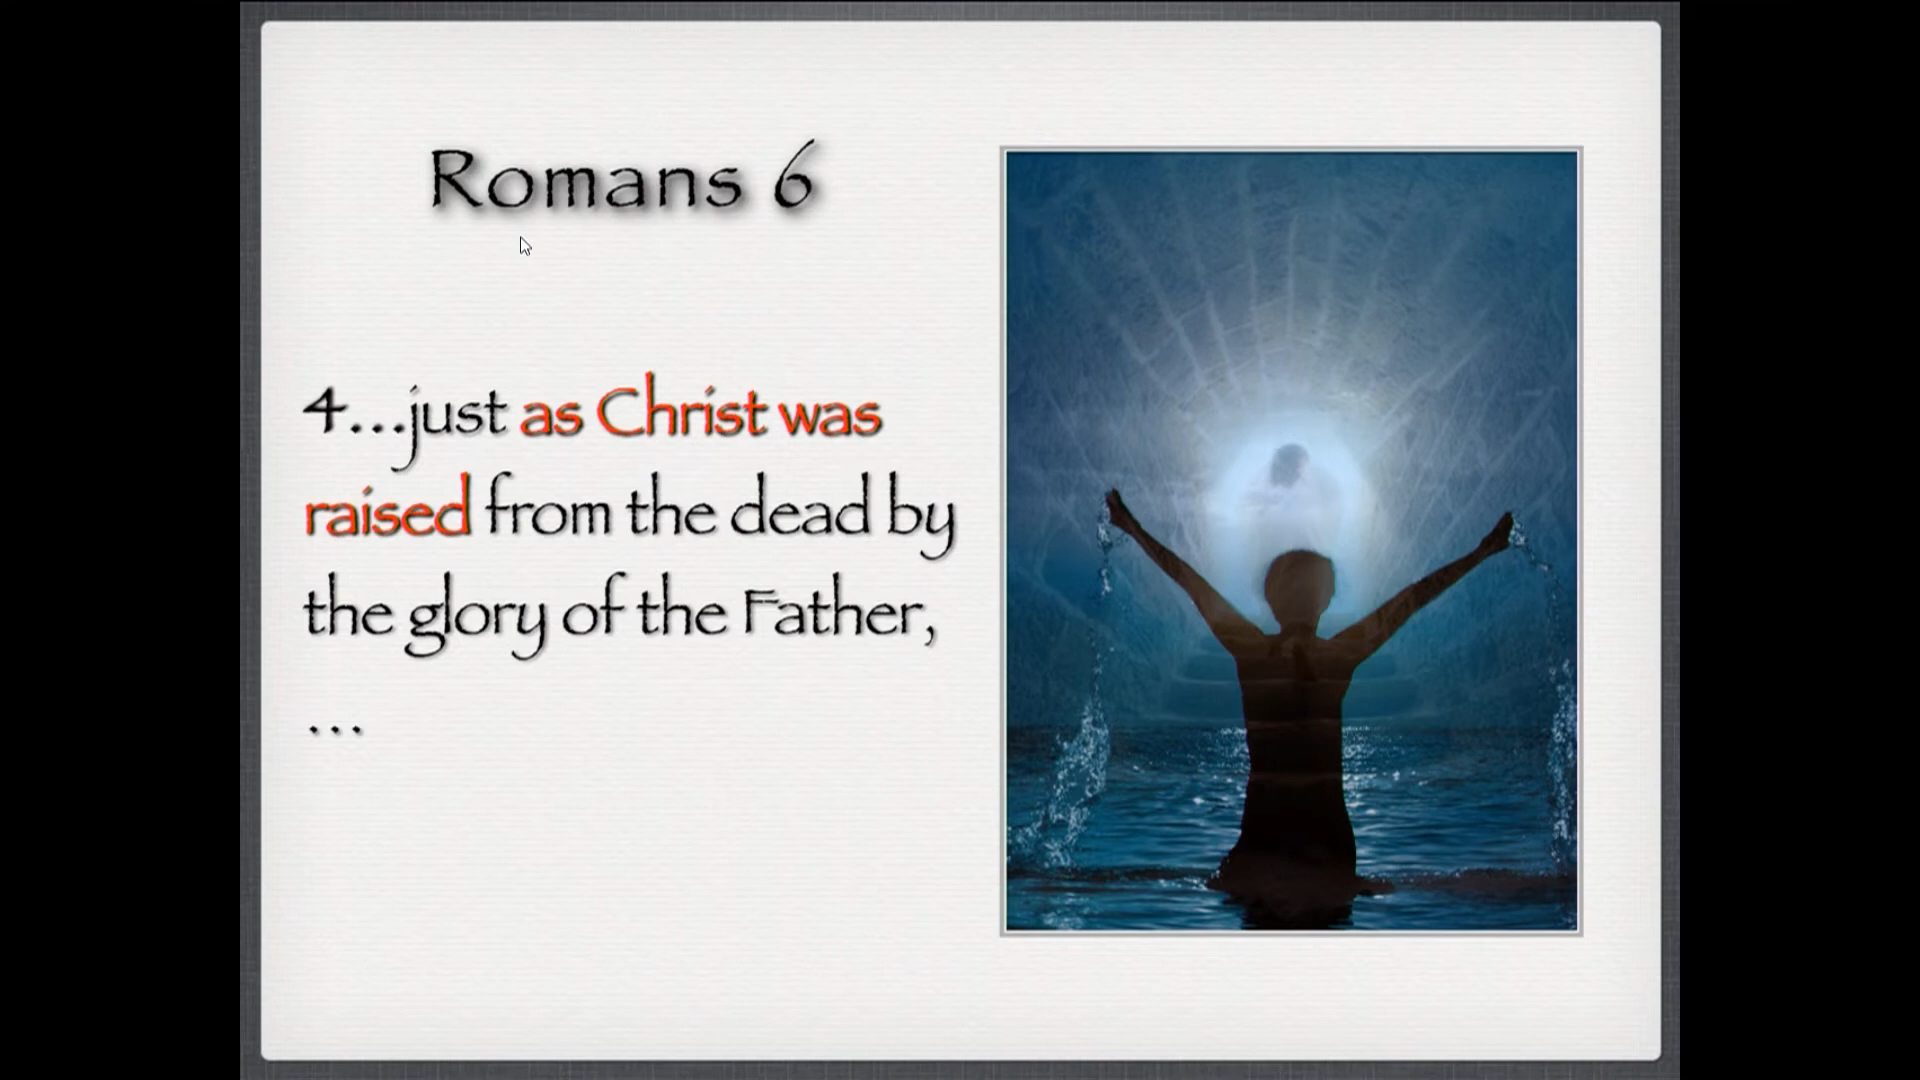 Romans 6
4...just as Christ was
raised from the dead by
the glory of the Father,
...